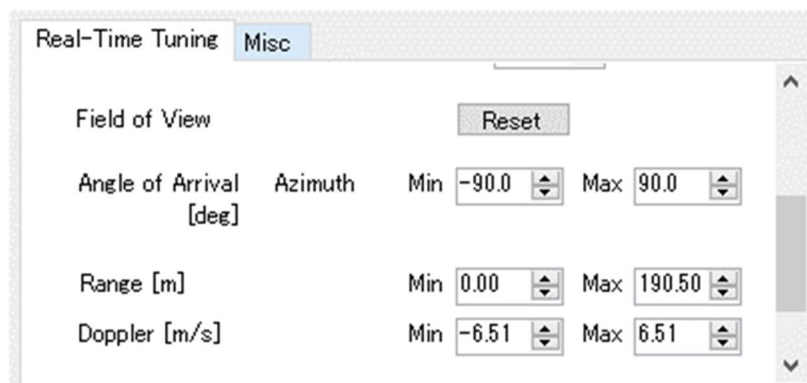 Real-Time Tuning Misc
Field of View Reset
Angle of Arrival Azimuth Min -90.0 Max 90.0
[deg]
Range [m] Min 0.00 Max 190.50
Doppler [m/s] Min -6.51 Max 6.51